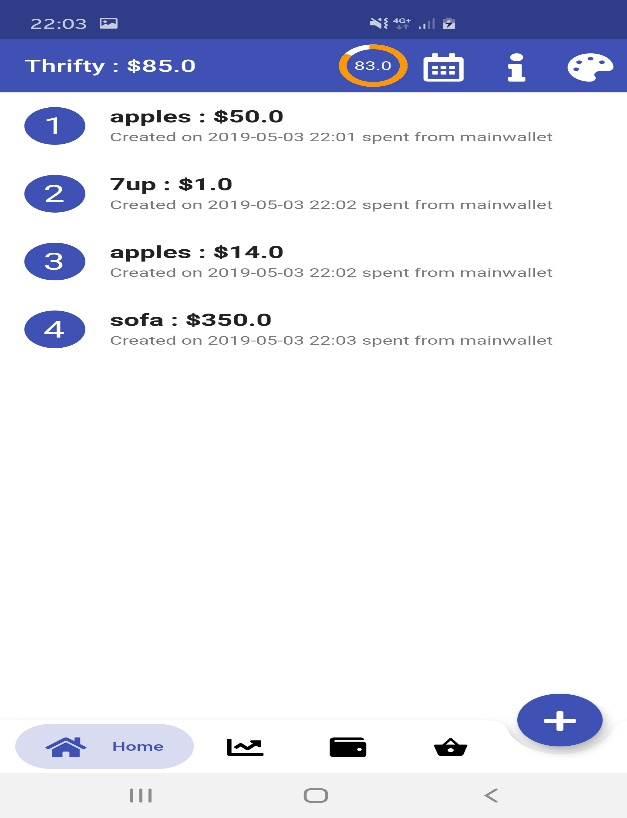 22:03 4G+
Thrifty : $85.0 83.0
1 apples : $50.0
Created on 2019-05-03 22:01 spent from mainwallet
2 7up : $1.0
Created on 2019-05-03 22:02 spent from mainwallet
3 apples : $14.0
Created on 2019-05-03 22:02 spent from mainwallet
4 sofa : $350.0
Created on 2019-05-03 22:03 spent from mainwallet
Home